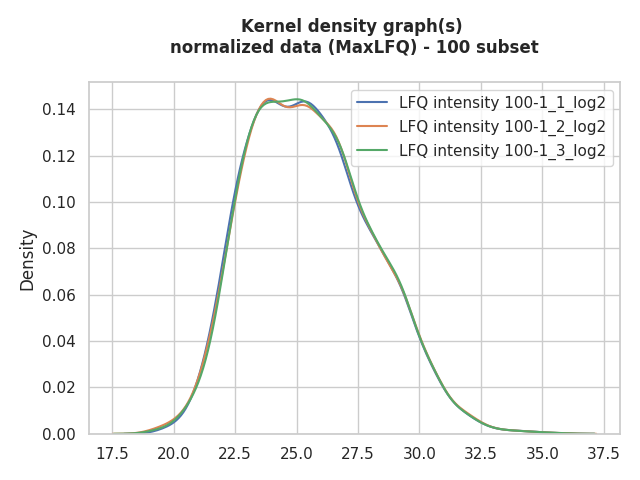 Kernel density graph(s)
normalized data (MaxLFQ) - 100 subset
LFQ intensity 100-1_1_log2
LFQ intensity 100-1_2_log2
LFQ intensity 100-1_3_log2
Density
0.14
0.12
0.10
0.08
0.06
0.04
0.02
0.00
17.5 20.0 22.5 25.0 27.5 30.0 32.5 35.0 37.5